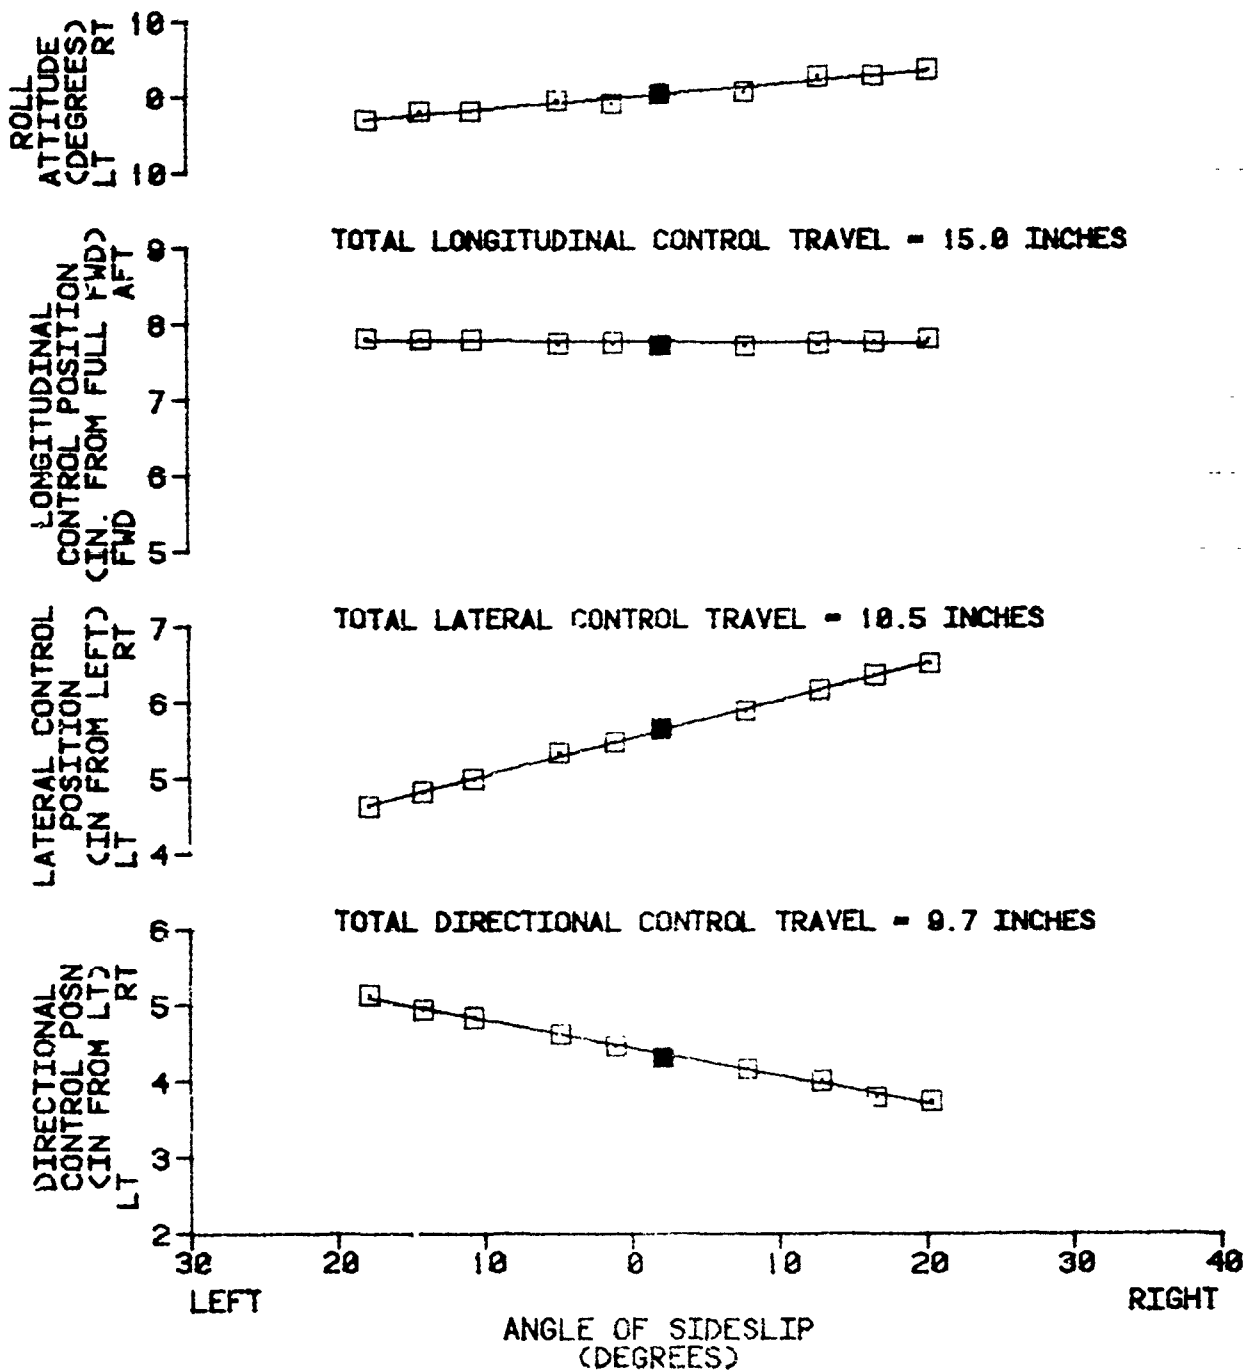 ROLL
ATTITUDE
(DEGREES)
LT RT
10
0
10
TOTAL LONGITUDINAL CONTROL TRAVEL = 15.0 INCHES
LONGITUDINAL
CONTROL POSITION
(IN. FROM FULL FWD)
FWD AFT
9
8
7
6
5
TOTAL LATERAL CONTROL TRAVEL = 10.5 INCHES
LATERAL CONTROL
POSITION
(IN FROM LEFT)
LT RT
7
6
5
4
TOTAL DIRECTIONAL CONTROL TRAVEL = 9.7 INCHES
DIRECTIONAL
CONTROL POSN
(IN FROM LT)
LT RT
6
5
4
3
2
30 20 10 0 10 20 30 40
LEFT RIGHT
ANGLE OF SIDESLIP
(DEGREES)